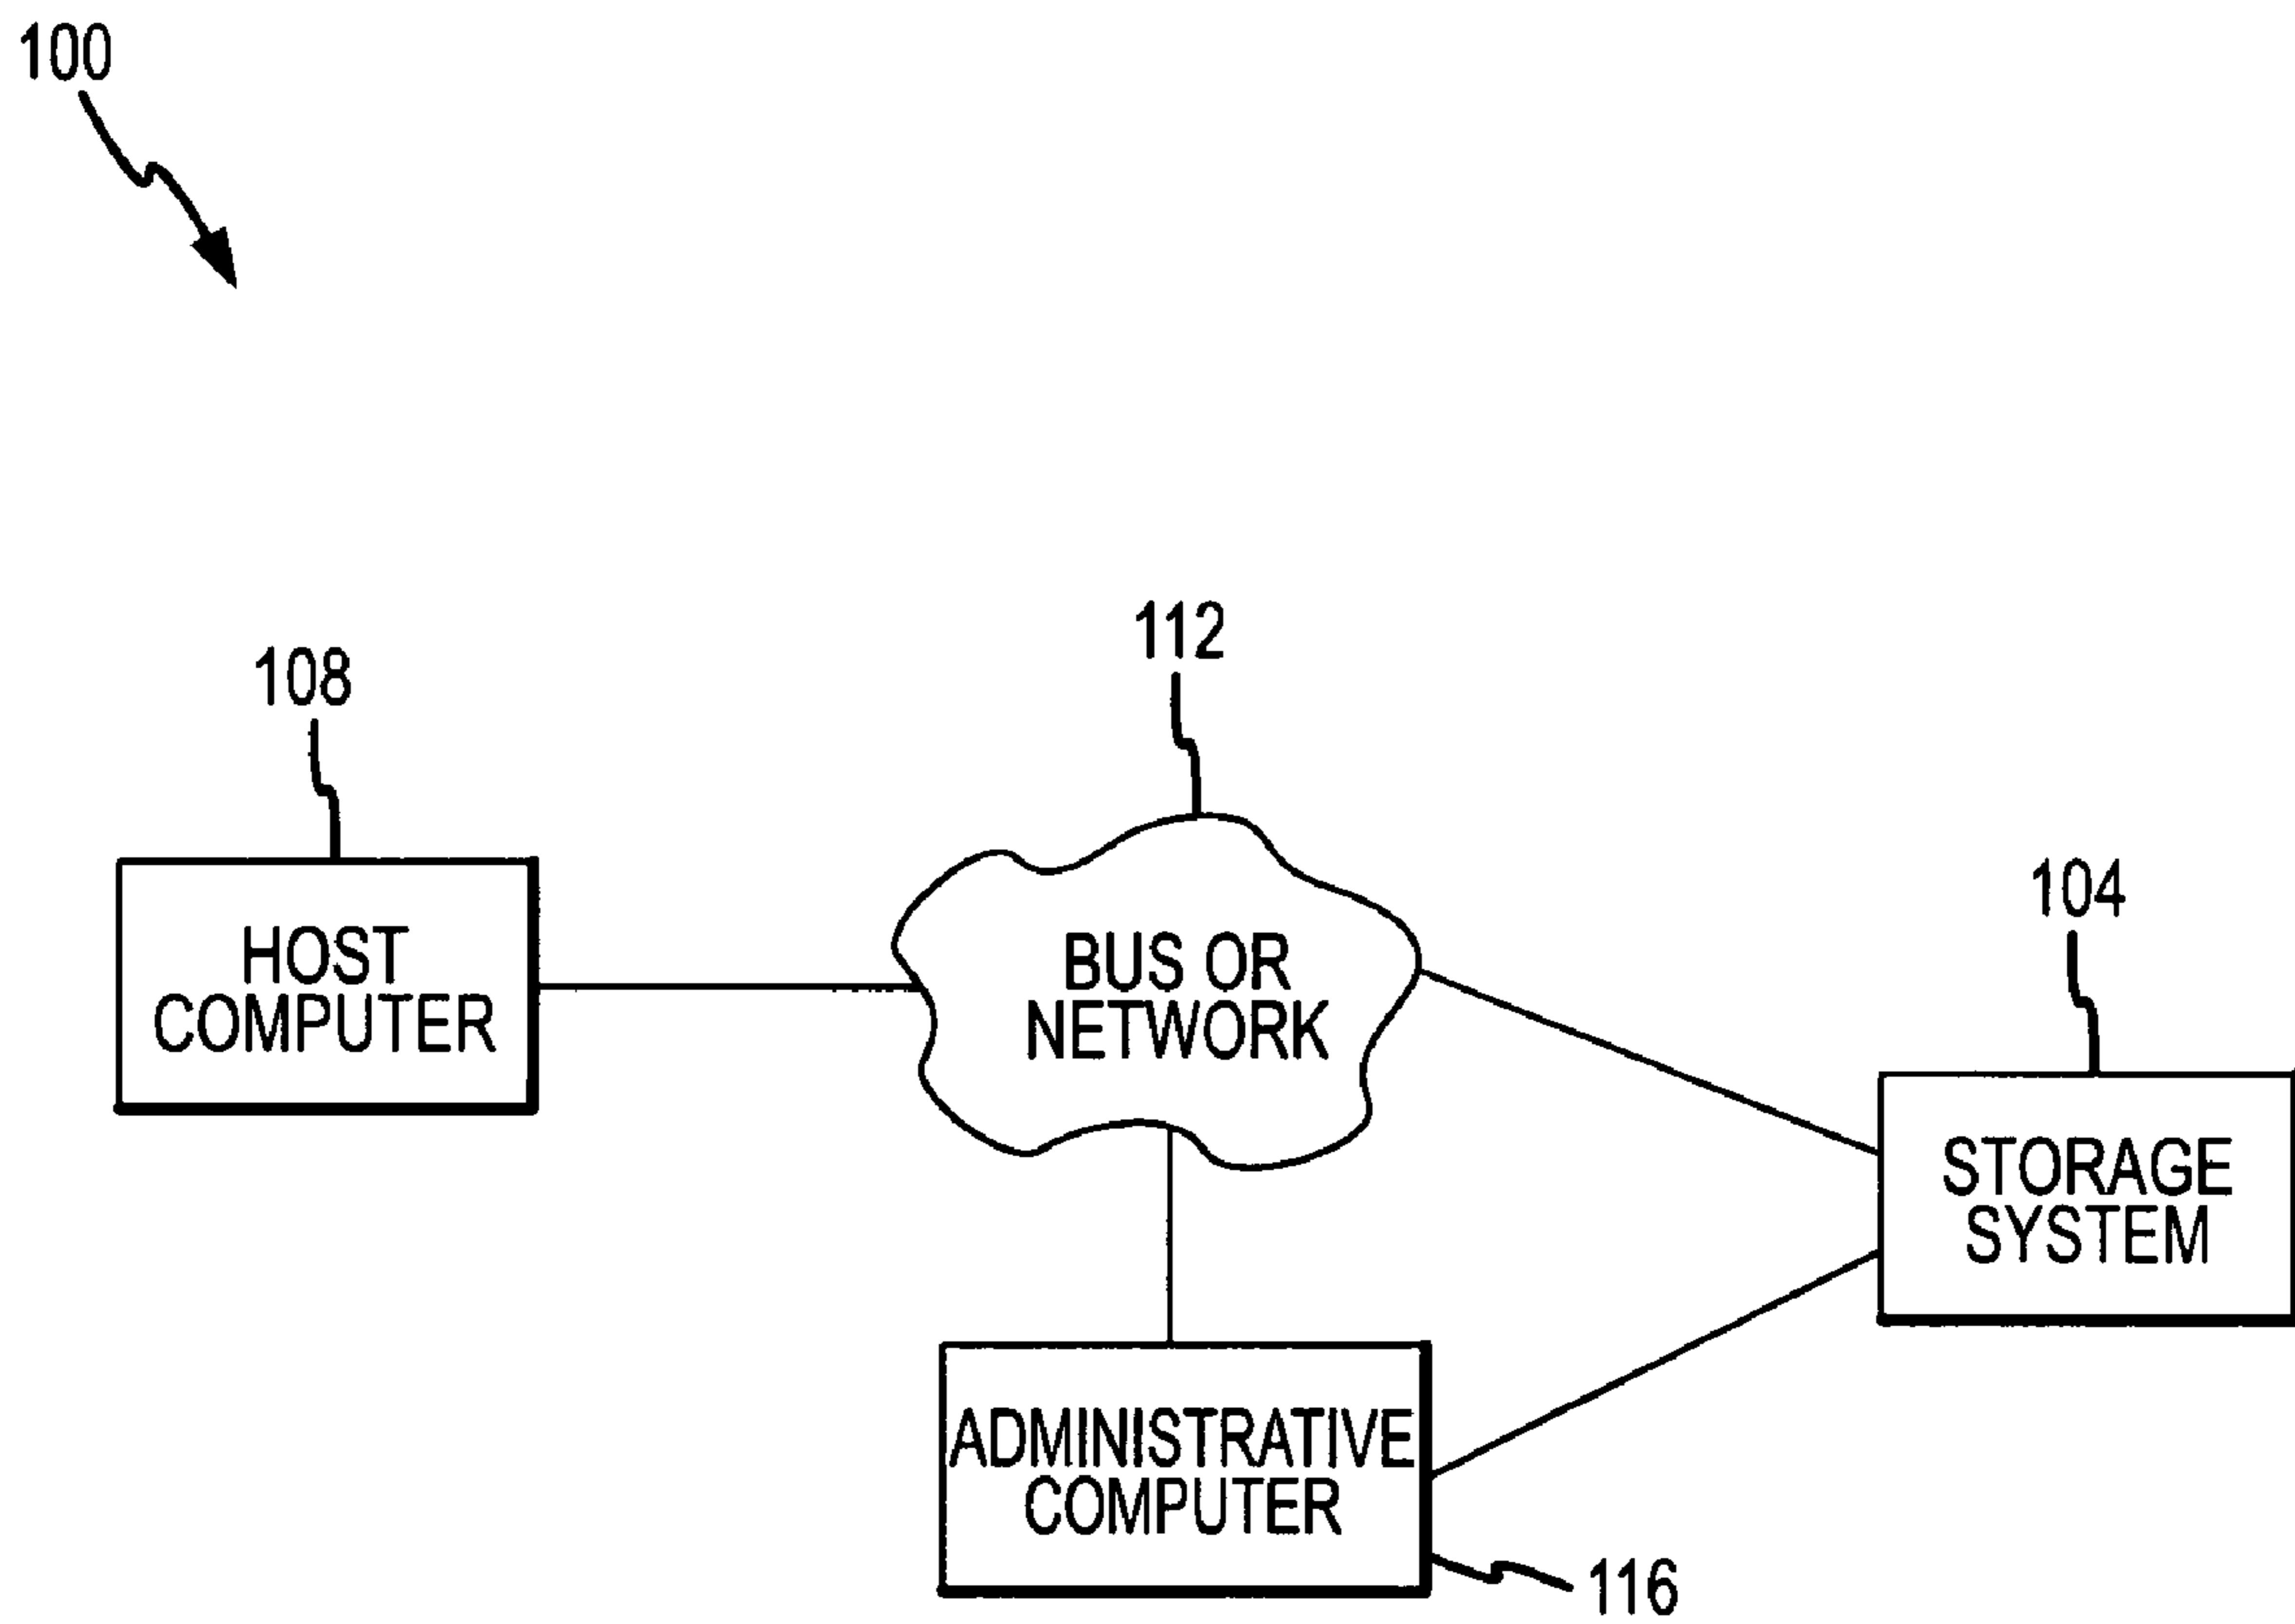 100
112
108
104
HOST
COMPUTER
BUS OR
NETWORK
STORAGE
SYSTEM
ADMINISTRATIVE
COMPUTER
116